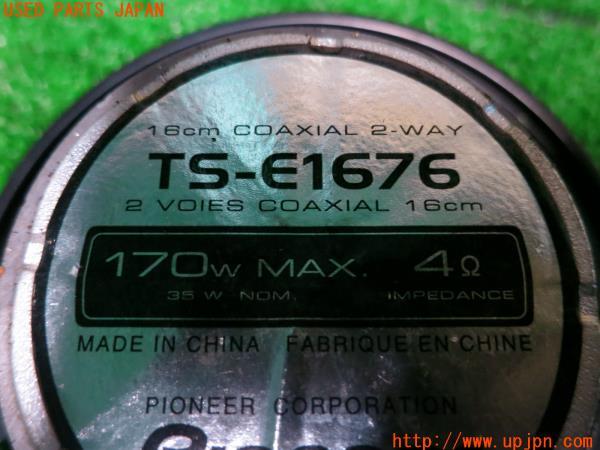 USED PARTS JAPAN
16cm COAXIAL 2-WAY
TS-E1676
2 VOIES COAXIAL 16cm
170W MAX. 4Ω
35 W NOM. IMPEDANCE
MADE IN CHINA FABRIQUE EN CHINE
PIONEER CORPORATION
http://www.upjpn.com